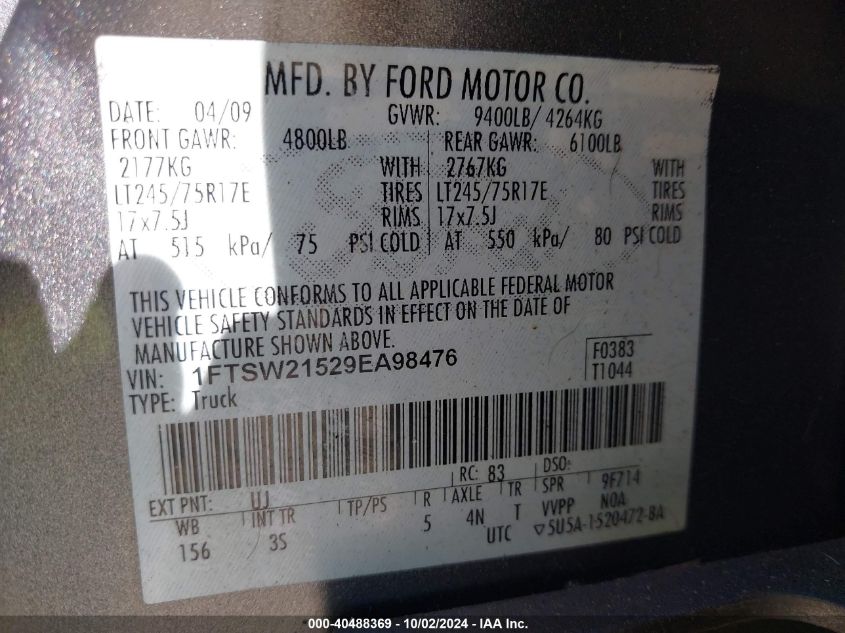 MFD. BY FORD MOTOR CO.
DATE: 04/09 GVWR: 9400LB/ 4264KG
FRONT GAWR: 4800LB REAR GAWR: 6100LB
2177KG WITH 2767KG WITH
LT245/75R17E TIRES LT245/75R17E TIRES
17x7.5J RIMS 17x7.5J RIMS
AT 515 kPa/ 75 PSI COLD AT 550 kPa/ 80 PSI COLD
THIS VEHICLE CONFORMS TO ALL APPLICABLE FEDERAL MOTOR
VEHICLE SAFETY STANDARDS IN EFFECT ON THE DATE OF
MANUFACTURE SHOWN ABOVE.
VIN: 1FTSW21529EA98476 F0383
TYPE: Truck T1044
RC: 83 DSO:
EXT PNT: UJ TP/PS R AXLE TR SPR 9F714
WB INT TR 5 4N T VVPP NOA
156 3S UTC ▽5U5A-1520472-BA
000-40488369 - 10/02/2024 - IAAI Inc.